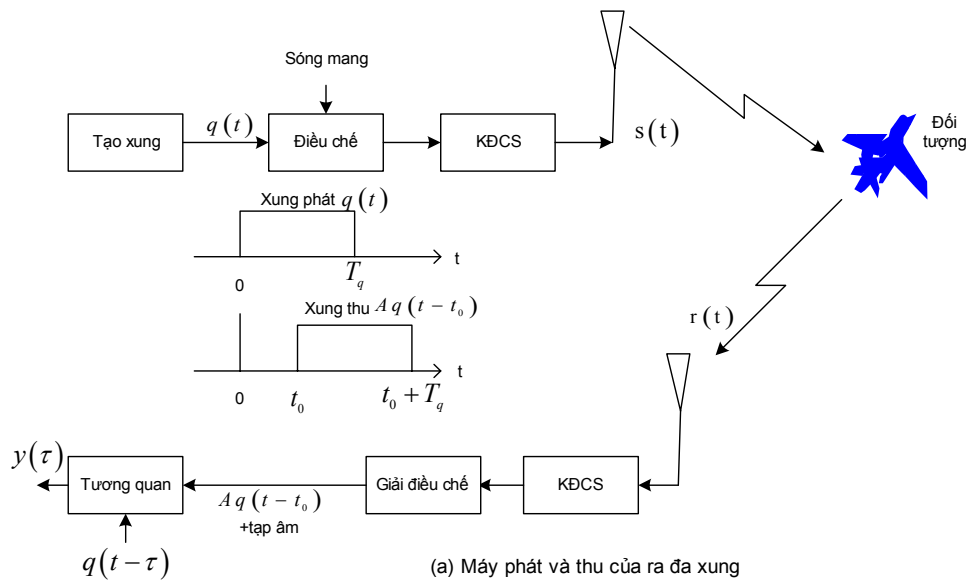 Sóng mang
Tạo xung
q(t)
Điều chế
KĐCS
s(t)
Đối
tượng
Xung phát q(t)
t
0
T_q
Xung thu A q(t − t_0)
t
0
t_0
t_0 + T_q
r(t)
y(τ)
Tương quan
A q(t − t_0)
+tạp âm
Giải điều chế
KĐCS
q(t − τ)
(a) Máy phát và thu của ra đa xung